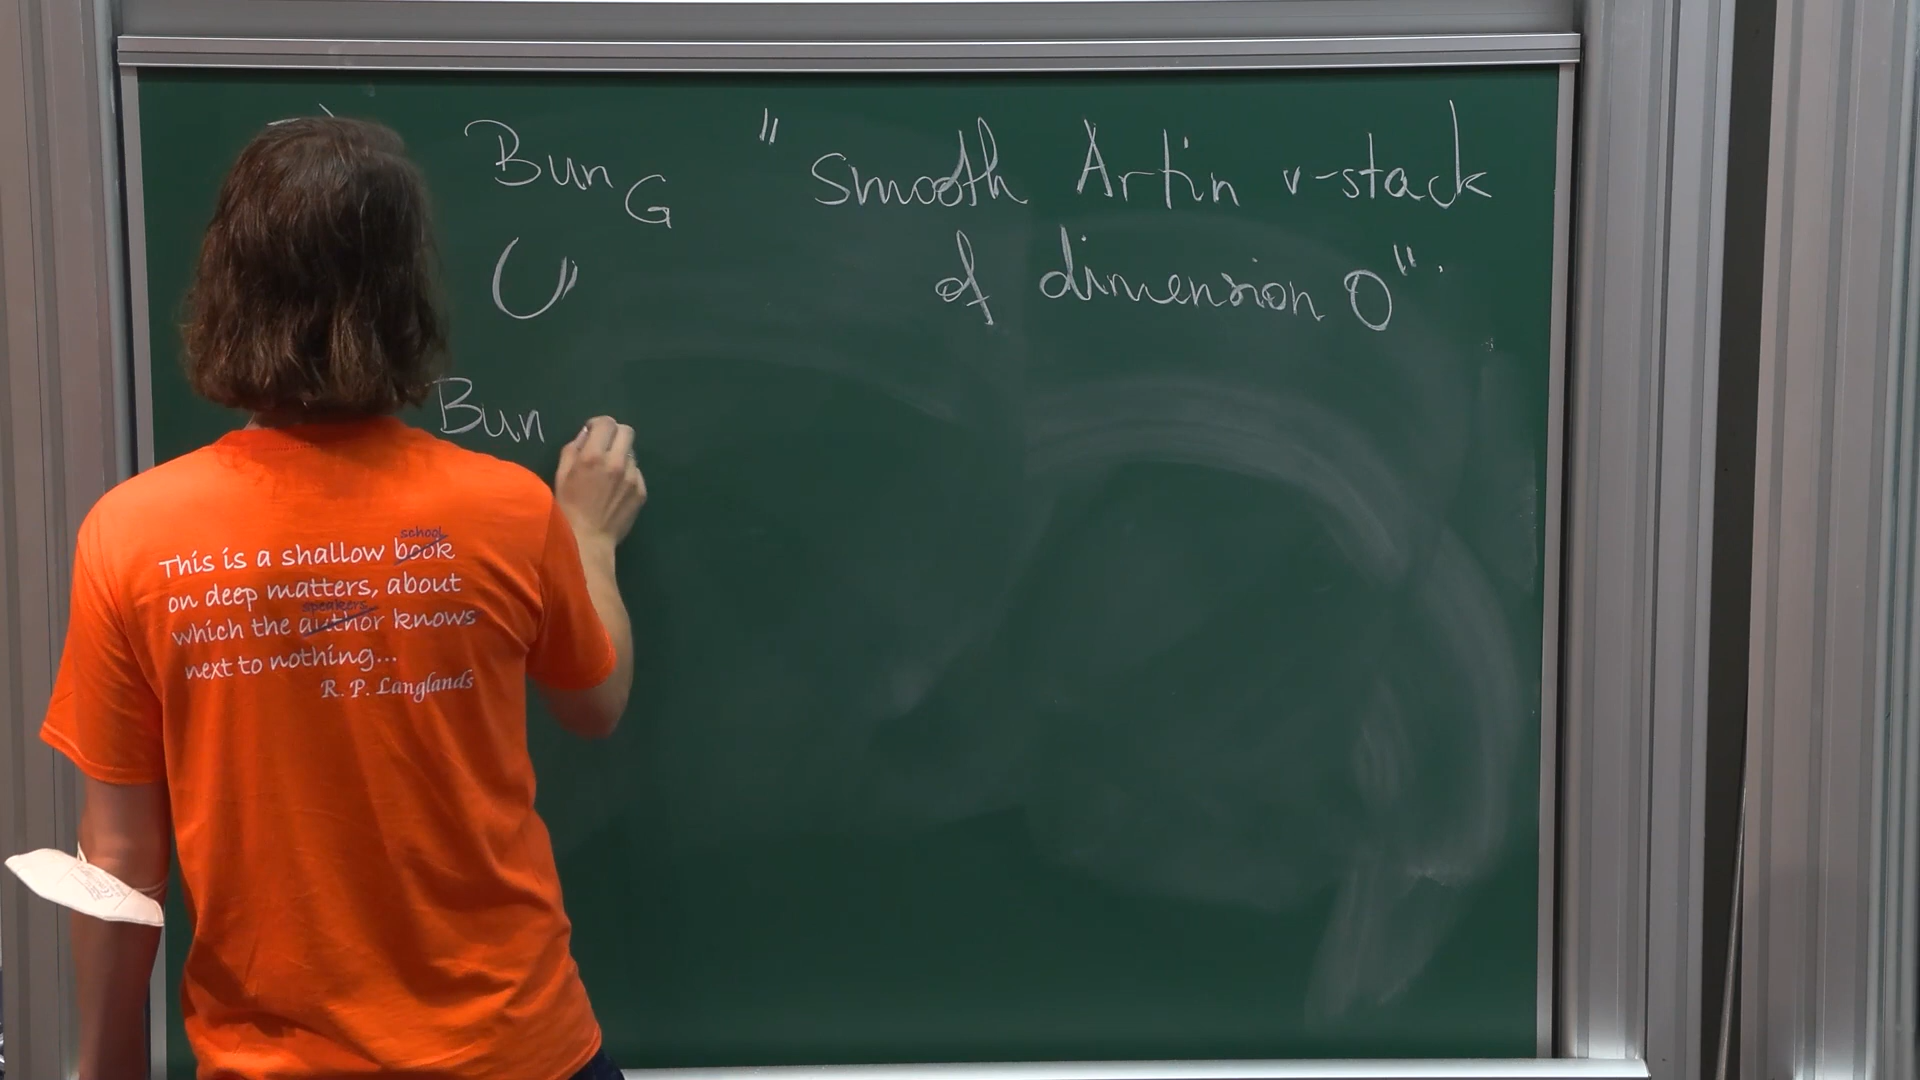 Bun G " smooth Artin v-stack
∪ of dimension 0".
Bun
school
This is a shallow book
on deep matters, about
speakers
which the author knows
next to nothing...
R. P. Langlands